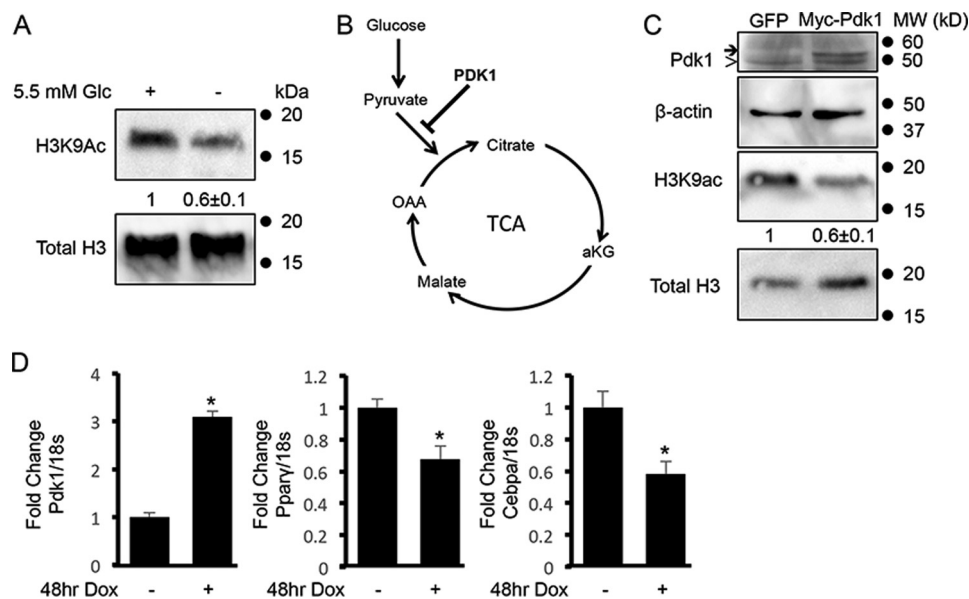 A
5.5 mM Glc + - kDa
H3K9Ac
20
15
1 0.6±0.1
Total H3
20
15
B
Glucose
PDK1
Pyruvate
Citrate
OAA
TCA
aKG
Malate
C
GFP Myc-Pdk1 MW (kD)
Pdk1
60
50
β-actin
50
37
H3K9ac
20
15
1 0.6±0.1
Total H3
20
15
D
Fold Change
Pdk1/18s
4
3
2
1
0
*
48hr Dox - +
Fold Change
Pparγ/18s
1.2
1
0.8
0.6
0.4
0.2
0
*
48hr Dox - +
Fold Change
Cebpa/18s
1.2
1
0.8
0.6
0.4
0.2
0
*
48hr Dox - +